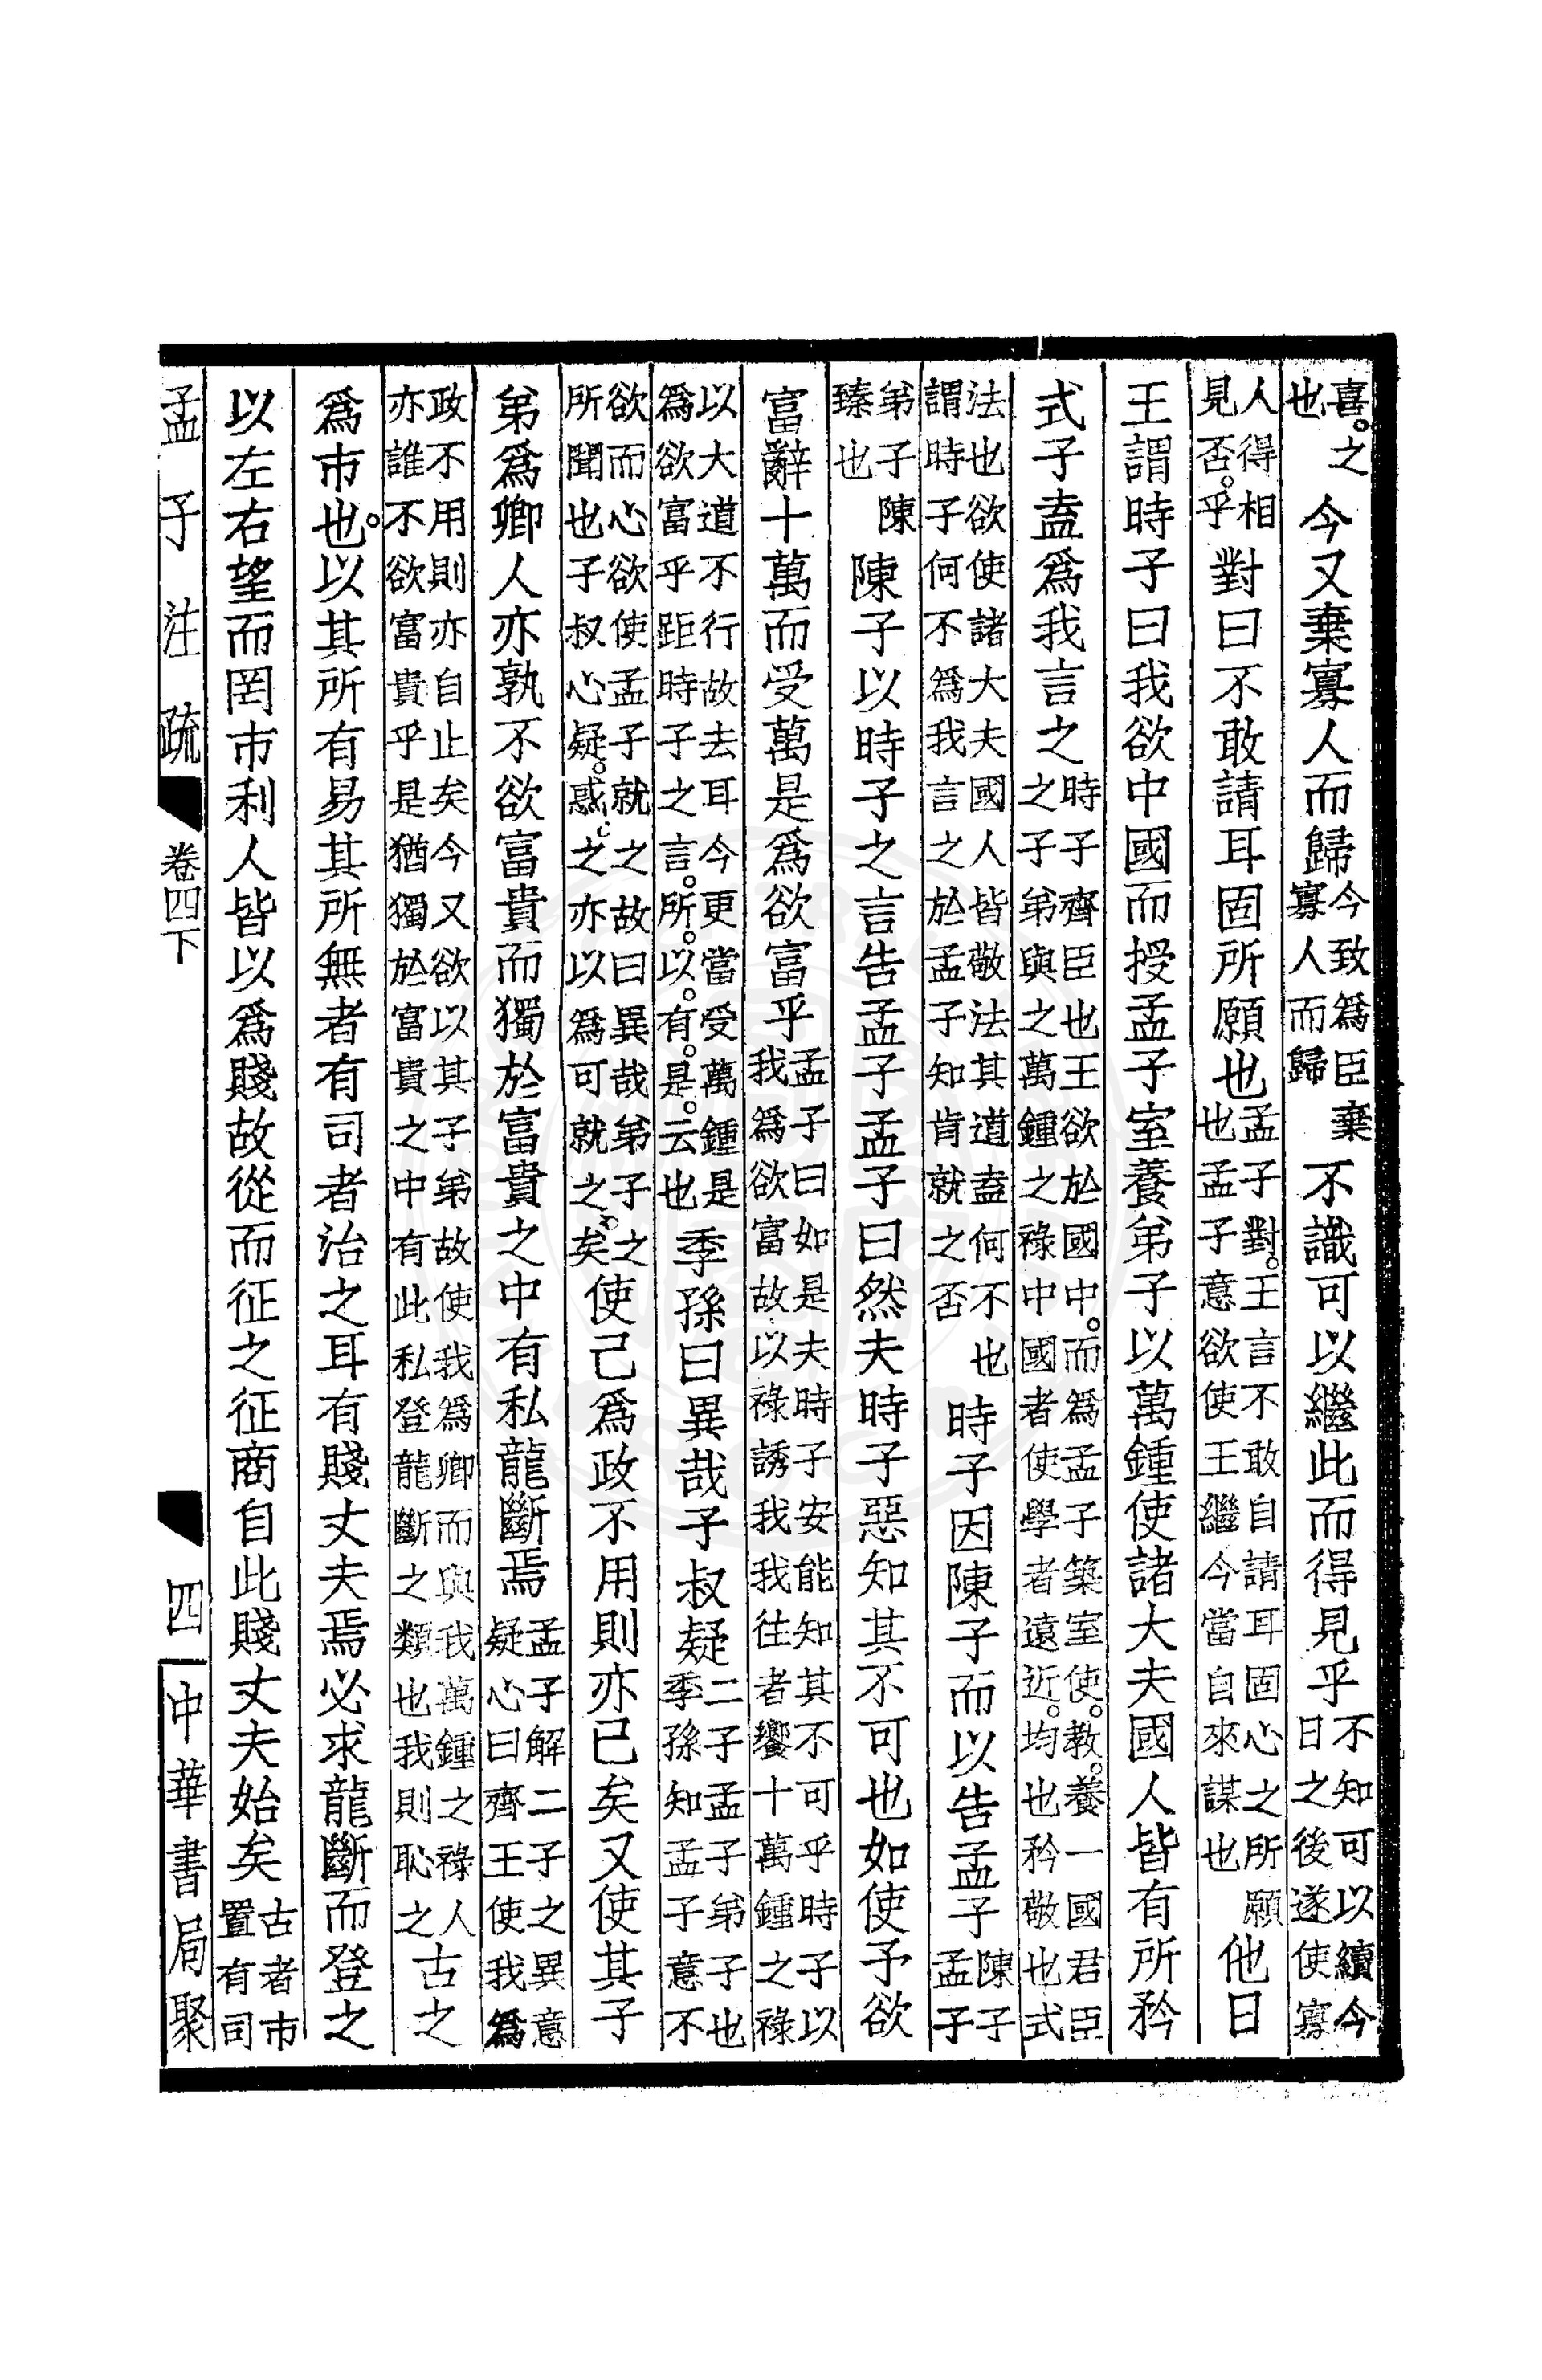 喜。之也今又棄寡人而歸今致爲臣棄寡人而歸不識可以繼此而得見乎不知可以續今日之後遂使寡
人得相見否。乎對曰不敢請耳固所願也孟子對。王言不敢自請耳固心之所願也孟子意欲使王繼今當自來謀也他日
王謂時子曰我欲中國而授孟子室養弟子以萬鍾使諸大夫國人皆有所矜
式子盍爲我言之時子齊臣也王欲於國中。而爲孟子築室使。教。養一國君臣之子弟與之萬鍾之祿中國者使學者遠近。均也矜敬也式
法也欲使諸大夫國人皆敬法其道盍何不也謂時子何不爲我言之於孟子知肯就之否時子因陳子而以告孟子陳子孟子
弟子陳臻也陳子以時子之言告孟子孟子曰然夫時子惡知其不可也如使予欲
富辭十萬而受萬是爲欲富乎孟子曰如是夫時子安能知其不可乎時子以我爲欲富故以祿誘我我往者饗十萬鍾之祿
以大道不行故去耳今更當受萬鍾是爲欲富乎距時子之言。所。以。有。是。云也季孫曰異哉子叔疑二子孟子弟子也季孫知孟子意不
欲而心欲使孟子就之故曰異哉弟子之所聞也子叔心疑。惑。之亦以爲可就之。矣使己爲政不用則亦已矣又使其子
弟爲卿人亦孰不欲富貴而獨於富貴之中有私龍斷焉孟子解二子之異意疑心曰齊王使我爲
政不用則亦自止矣今又欲以其子弟故使我爲卿而與我萬鍾之祿人亦誰不欲富貴乎是猶獨於富貴之中有此私登龍斷之類也我則恥之古之
爲市也。以其所有易其所無者有司者治之耳有賤丈夫焉必求龍斷而登之
以左右望而罔市利人皆以爲賤故從而征之征商自此賤丈夫始矣古者市置有司
孟子注疏 卷四下 四 中華書局聚